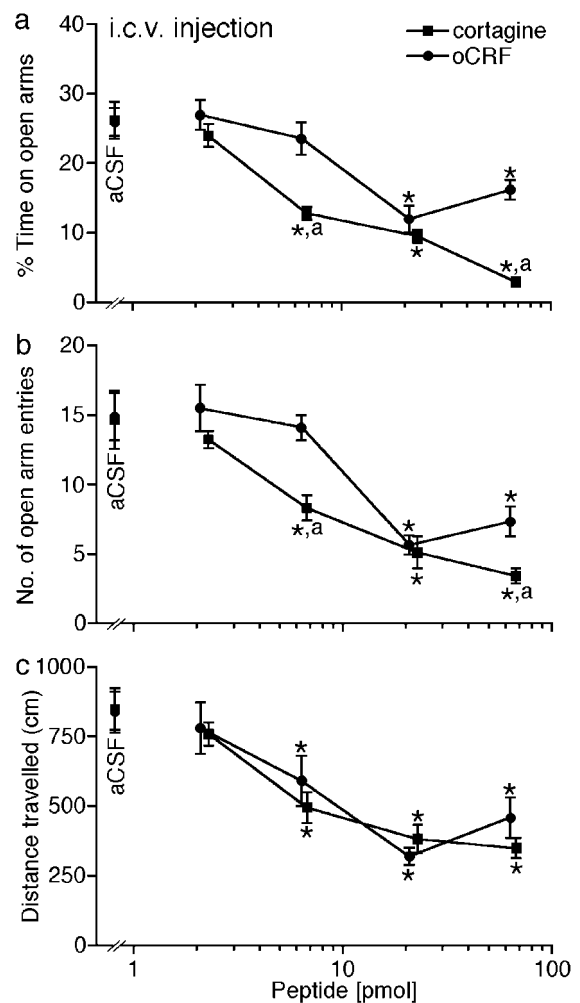 a i.c.v. injection
cortagine
oCRF
% Time on open arms
40
30
20
10
0
aCSF
*,a
*
*
*
*,a
b
No. of open arm entries
20
15
10
5
0
aCSF
*,a
*
*
*
*,a
c
Distance travelled (cm)
1000
750
500
250
0
aCSF
*
*
*
*
*
*
1 10 100
Peptide [pmol]